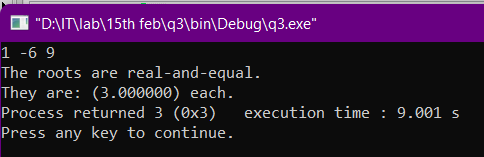 "D:\IT\lab\15th feb\q3\bin\Debug\q3.exe"
1 -6 9
The roots are real-and-equal.
They are: (3.000000) each.
Process returned 3 (0x3)   execution time : 9.001 s
Press any key to continue.